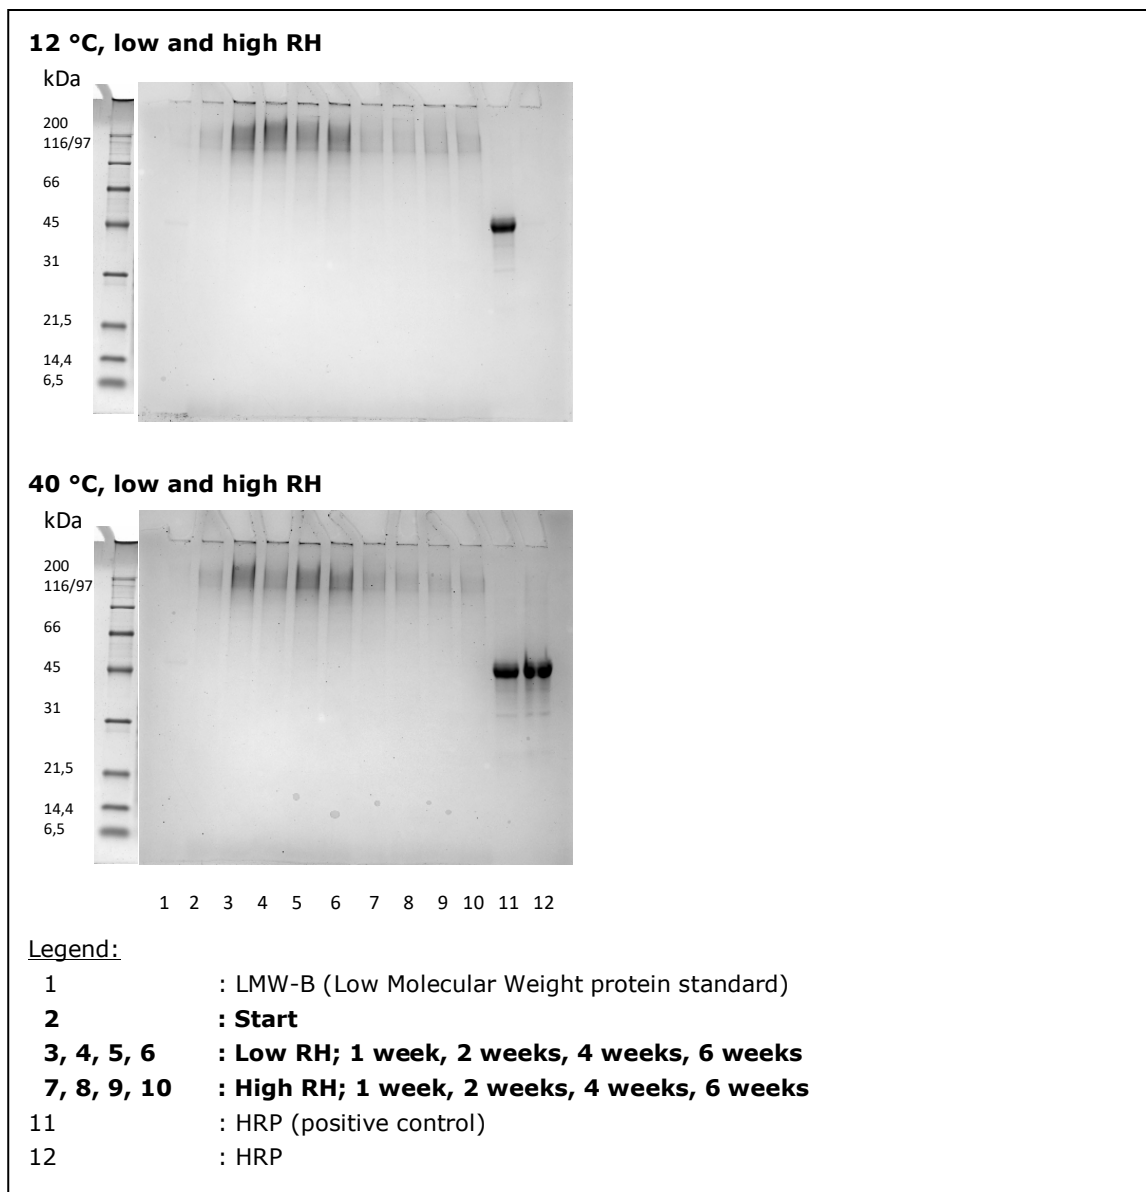 12 °C, low and high RH
kDa
200
116/97
66
45
31
21,5
14,4
6,5
40 °C, low and high RH
kDa
200
116/97
66
45
31
21,5
14,4
6,5
1 2 3 4 5 6 7 8 9 10 11 12
Legend:
1 : LMW-B (Low Molecular Weight protein standard)
2 : Start
3, 4, 5, 6 : Low RH; 1 week, 2 weeks, 4 weeks, 6 weeks
7, 8, 9, 10 : High RH; 1 week, 2 weeks, 4 weeks, 6 weeks
11 : HRP (positive control)
12 : HRP